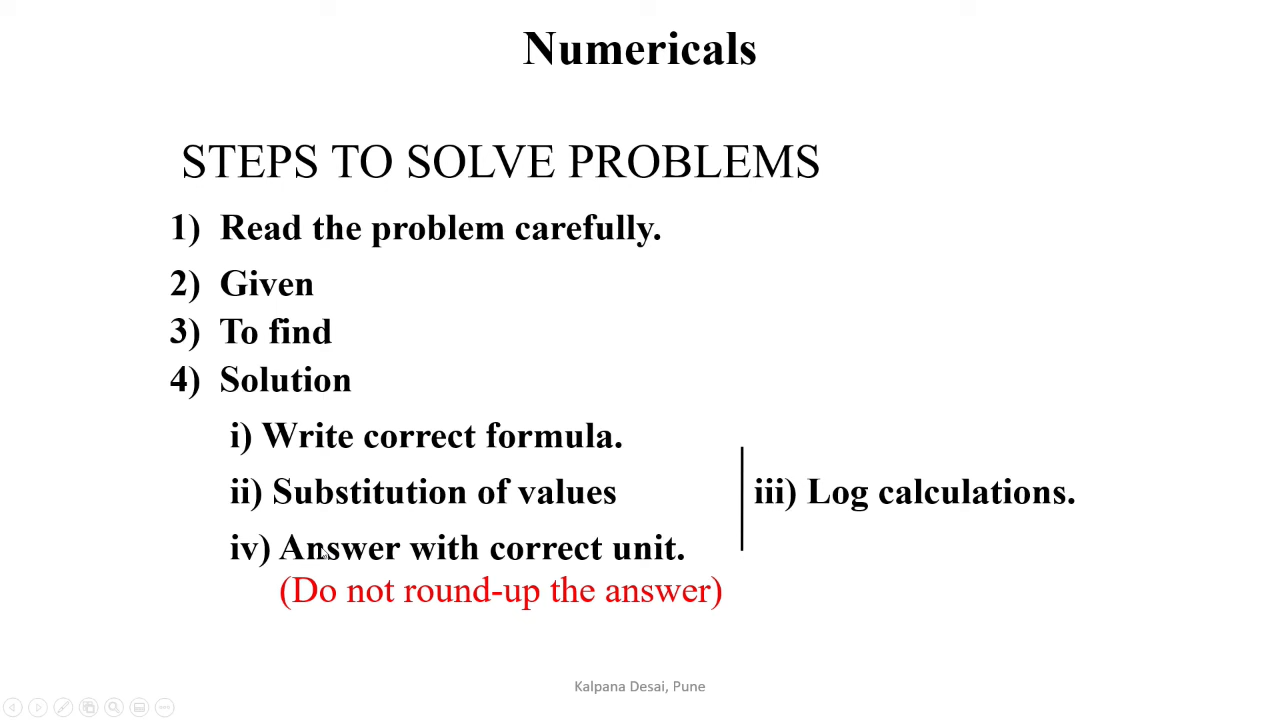 Numericals
STEPS TO SOLVE PROBLEMS
1) Read the problem carefully.
2) Given
3) To find
4) Solution
i) Write correct formula.
ii) Substitution of values
iii) Log calculations.
iv) Answer with correct unit.
(Do not round-up the answer)
Kalpana Desai, Pune